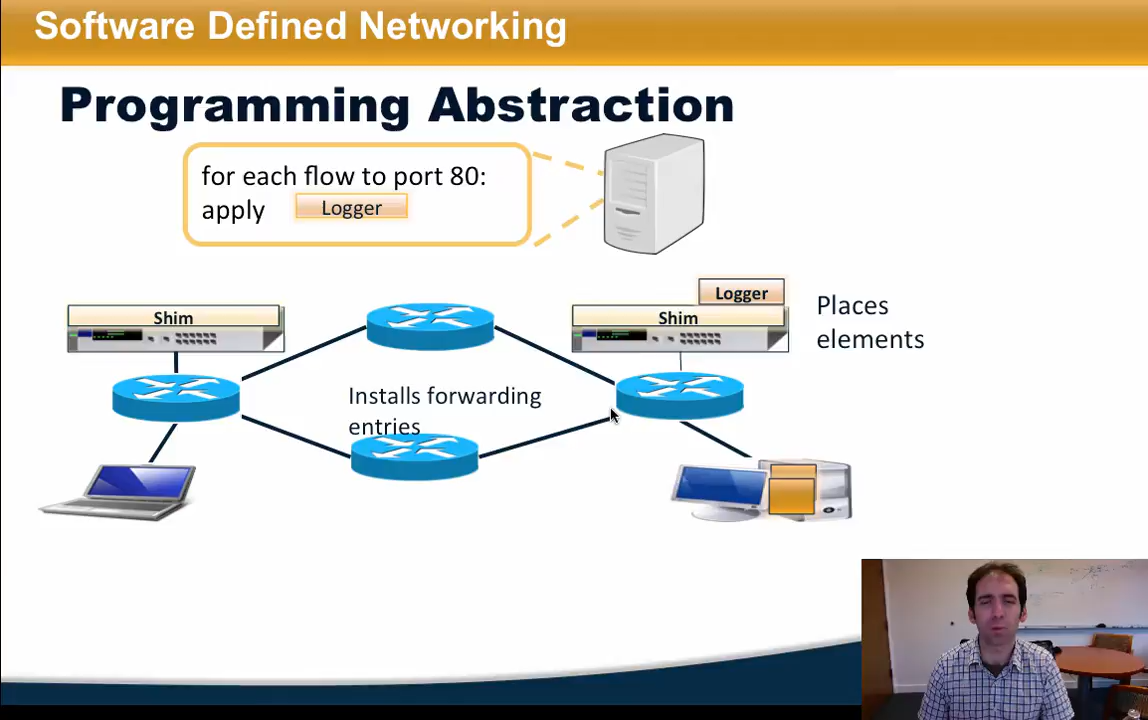 Software Defined Networking
Programming Abstraction
for each flow to port 80:
apply Logger
Logger
Shim
Shim
Places
elements
Installs forwarding
entries